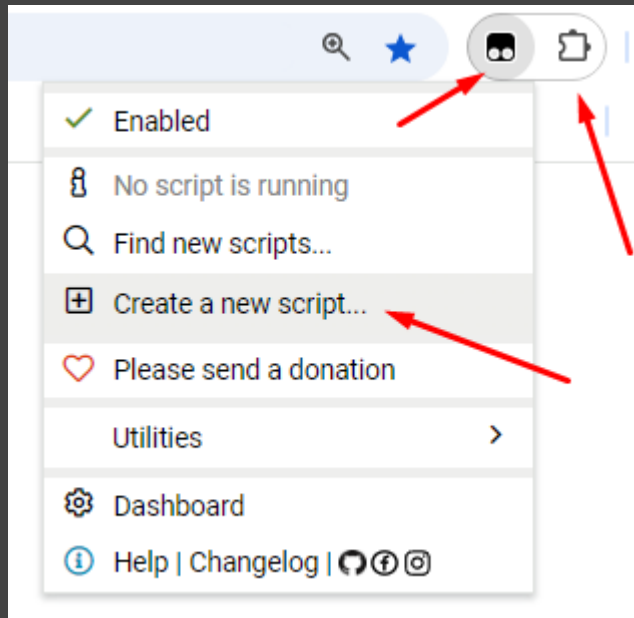 Enabled
No script is running
Find new scripts...
Create a new script...
Please send a donation
Utilities
Dashboard
Help | Changelog |